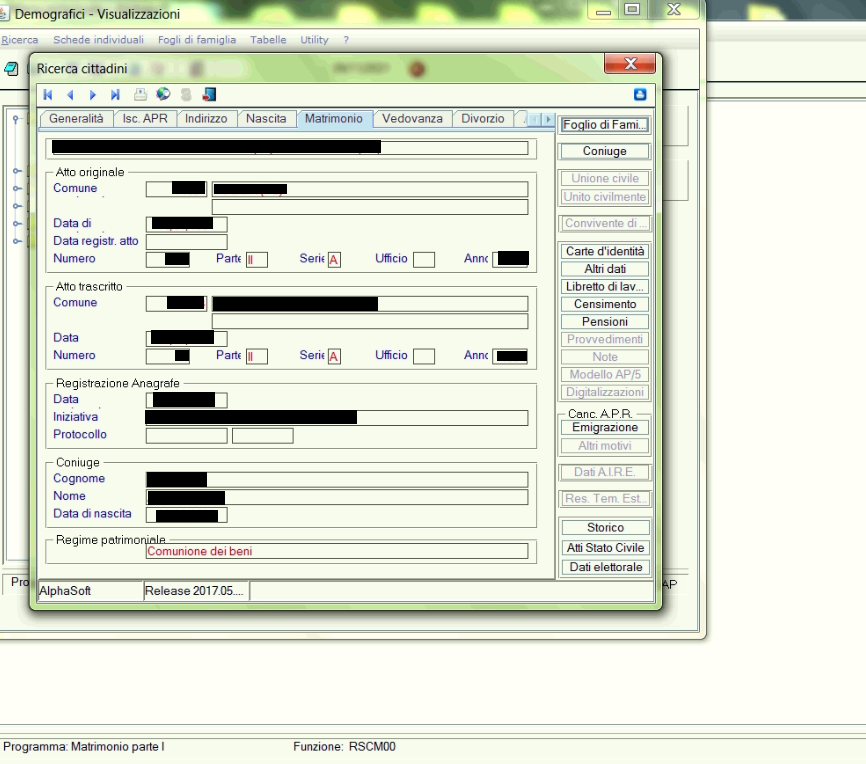 Demografici - Visualizzazioni
Ricerca Schede individuali Fogli di famiglia Tabelle Utility ?
Ricerca cittadini
Generalità Isc. APR Indirizzo Nascita Matrimonio Vedovanza Divorzio
Atto originale
Comune
Data di
Data registr. atto
Numero Parte II Serie A Ufficio Anno
Atto trascritto
Comune
Data
Numero Parte II Serie A Ufficio Anno
Registrazione Anagrafe
Data
Iniziativa
Protocollo
Coniuge
Cognome
Nome
Data di nascita
Regime patrimoniale
Comunione dei beni
Foglio di Fami...
Coniuge
Unione civile
Unito civilmente
Convivente di ...
Carte d'identità
Altri dati
Libretto di lav...
Censimento
Pensioni
Provvedimenti
Note
Modello AP/5
Digitalizzazioni
Canc. A.P.R.
Emigrazione
Altri motivi
Dati A.I.R.E.
Res. Tem. Est...
Storico
Atti Stato Civile
Dati elettorale
Pro
AP
AlphaSoft Release 2017.05....
Programma: Matrimonio parte I Funzione: RSCM00